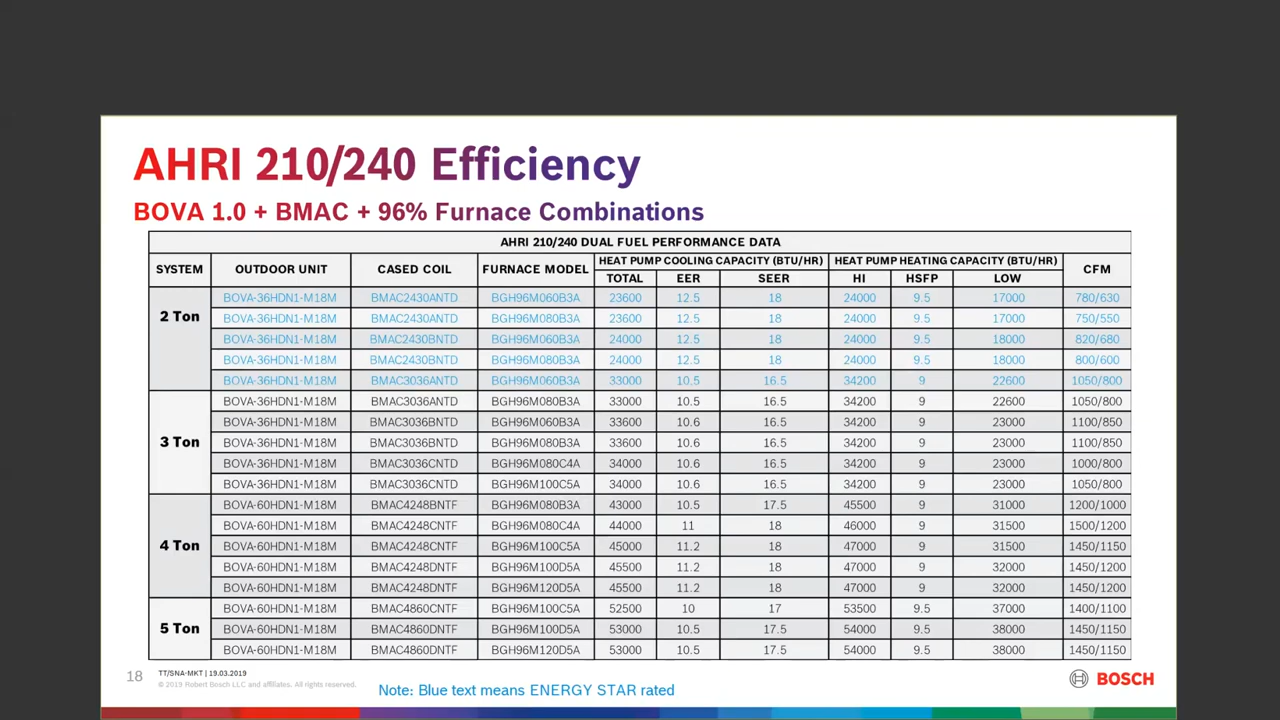 AHRI 210/240 Efficiency
BOVA 1.0 + BMAC + 96% Furnace Combinations
AHRI 210/240 DUAL FUEL PERFORMANCE DATA
SYSTEM OUTDOOR UNIT CASED COIL FURNACE MODEL HEAT PUMP COOLING CAPACITY (BTU/HR) HEAT PUMP HEATING CAPACITY (BTU/HR) CFM
TOTAL EER SEER HI HSFP LOW
2 Ton
BOVA-36HDN1-M18M BMAC2430ANTD BGH96M060B3A 23600 12.5 18 24000 9.5 17000 780/630
BOVA-36HDN1-M18M BMAC2430ANTD BGH96M080B3A 23600 12.5 18 24000 9.5 17000 750/550
BOVA-36HDN1-M18M BMAC2430BNTD BGH96M060B3A 24000 12.5 18 24000 9.5 18000 820/680
BOVA-36HDN1-M18M BMAC2430BNTD BGH96M080B3A 24000 12.5 18 24000 9.5 18000 800/600
BOVA-36HDN1-M18M BMAC3036ANTD BGH96M060B3A 33000 10.5 16.5 34200 9 22600 1050/800
3 Ton
BOVA-36HDN1-M18M BMAC3036ANTD BGH96M080B3A 33000 10.5 16.5 34200 9 22600 1050/800
BOVA-36HDN1-M18M BMAC3036BNTD BGH96M060B3A 33600 10.6 16.5 34200 9 23000 1100/850
BOVA-36HDN1-M18M BMAC3036BNTD BGH96M080B3A 33600 10.6 16.5 34200 9 23000 1100/850
BOVA-36HDN1-M18M BMAC3036CNTD BGH96M080C4A 34000 10.6 16.5 34200 9 23000 1000/800
BOVA-36HDN1-M18M BMAC3036CNTD BGH96M100C5A 34000 10.6 16.5 34200 9 23000 1050/800
4 Ton
BOVA-60HDN1-M18M BMAC4248BNTF BGH96M080B3A 43000 10.5 17.5 45500 9 31000 1200/1000
BOVA-60HDN1-M18M BMAC4248CNTF BGH96M080C4A 44000 11 18 46000 9 31500 1500/1200
BOVA-60HDN1-M18M BMAC4248CNTF BGH96M100C5A 45000 11.2 18 47000 9 31500 1450/1150
BOVA-60HDN1-M18M BMAC4248DNTF BGH96M100D5A 45500 11.2 18 47000 9 32000 1450/1200
BOVA-60HDN1-M18M BMAC4248DNTF BGH96M120D5A 45500 11.2 18 47000 9 32000 1450/1200
5 Ton
BOVA-60HDN1-M18M BMAC4860CNTF BGH96M100C5A 52500 10 17 53500 9.5 37000 1400/1100
BOVA-60HDN1-M18M BMAC4860DNTF BGH96M100D5A 53000 10.5 17.5 54000 9.5 38000 1450/1150
BOVA-60HDN1-M18M BMAC4860DNTF BGH96M120D5A 53000 10.5 17.5 54000 9.5 38000 1450/1150
18 TT/SNA-MKT | 19.03.2019
© 2019 Robert Bosch LLC and affiliates. All rights reserved.
Note: Blue text means ENERGY STAR rated
BOSCH